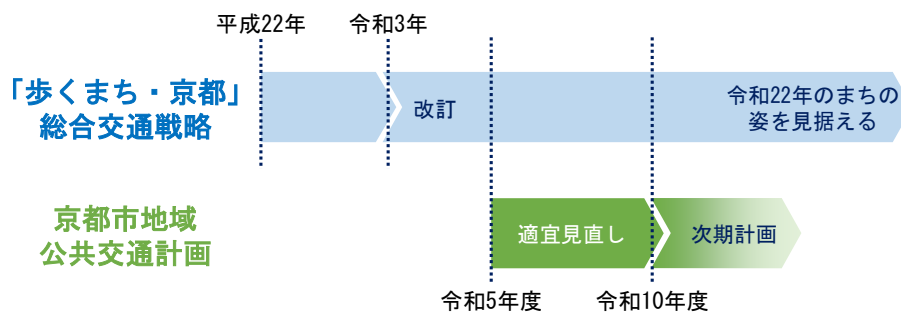 平成22年
令和3年
「歩くまち・京都」
総合交通戦略
改訂
令和22年のまちの
姿を見据える
京都市地域
公共交通計画
適宜見直し
次期計画
令和5年度
令和10年度